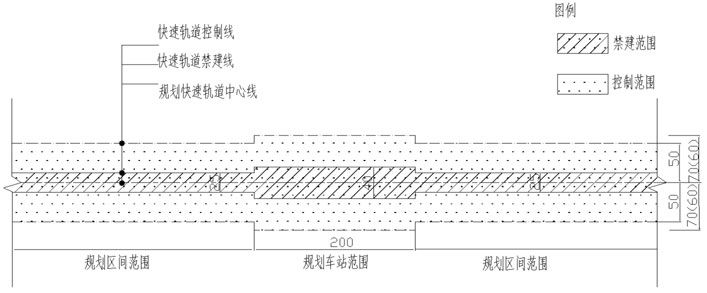 图例
快速轨道控制线
禁建范围
快速轨道禁建线
控制范围
规划快速轨道中心线
50
70(60)
50
70(60)
200
规划区间范围
规划车站范围
规划区间范围